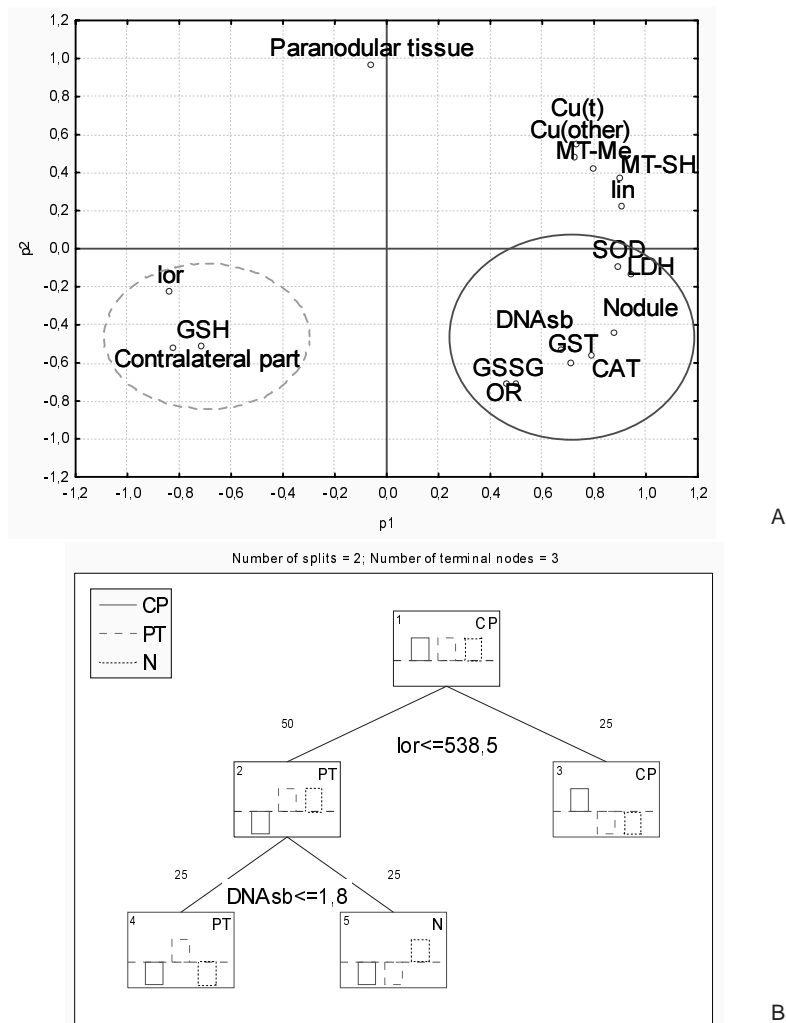 1,2
1,0
0,8
0,6
0,4
0,2
0,0
-0,2
-0,4
-0,6
-0,8
-1,0
-1,2
p2
Paranodular tissue
Cu(t)
Cu(other)
MT-Me
MT-SH
Iin
SOD
LDH
Nodule
DNAsb
GST
CAT
GSSG
OR
Ior
GSH
Contralateral part
-1,2 -1,0 -0,8 -0,6 -0,4 -0,2 0,0 0,2 0,4 0,6 0,8 1,0 1,2
p1
A
Number of splits = 2; Number of terminal nodes = 3
CP
PT
N
1 CP
50 25
Ior<=538,5
2 PT
3 CP
25 25
DNAsb<=1,8
4 PT
5 N
B